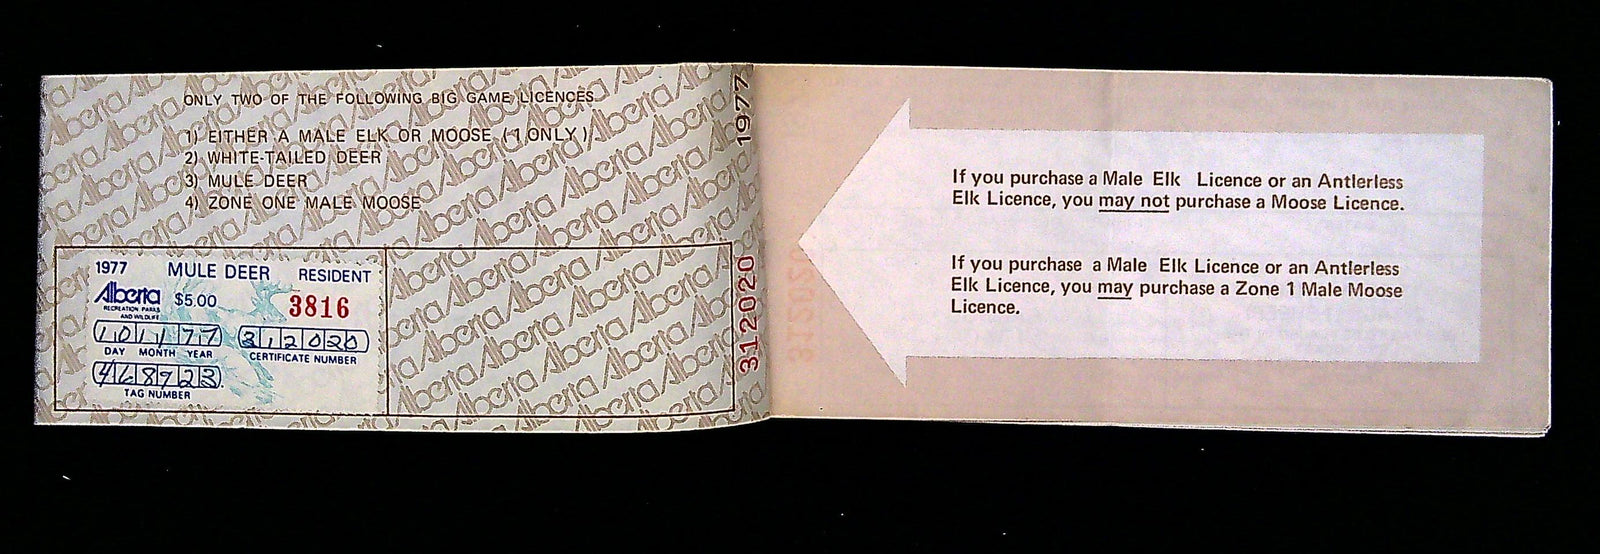 ONLY TWO OF THE FOLLOWING BIG GAME LICENCES
1) EITHER A MALE ELK OR MOOSE (1 ONLY)
2) WHITE-TAILED DEER
3) MULE DEER
4) ZONE ONE MALE MOOSE
1977 MULE DEER RESIDENT
Alberta $5.00 3816
RECREATION PARKS
AND WILDLIFE
10 11 77 312020
DAY MONTH YEAR CERTIFICATE NUMBER
468923
TAG NUMBER
1977
312020
If you purchase a Male Elk Licence or an Antlerless
Elk Licence, you may not purchase a Moose Licence.
If you purchase a Male Elk Licence or an Antlerless
Elk Licence, you may purchase a Zone 1 Male Moose
Licence.